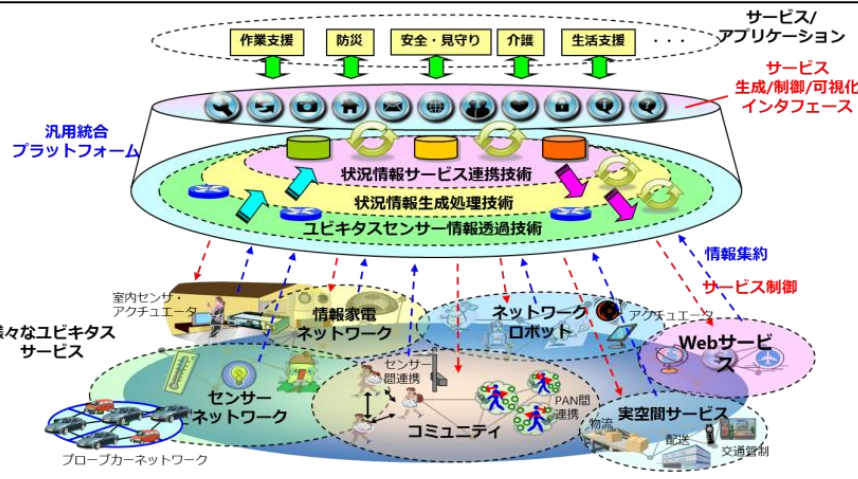 サービス/
アプリケーション
作業支援
防災
安全・見守り
介護
生活支援
・・・
サービス
生成/制御/可視化
インタフェース
汎用統合
プラットフォーム
状況情報サービス連携技術
状況情報生成処理技術
ユビキタスセンサー情報透過技術
情報集約
サービス制御
室内センサ・
アクチュエータ
情報家電
ネットワーク
ネットワーク
ロボット
アクチュエータ
々なユビキタス
サービス
Webサービ
ス
センサー
ネットワーク
センサー
間連携
PAN間
連携
コミュニティ
実空間サービス
物流
配送
交通管制
プローブカーネットワーク